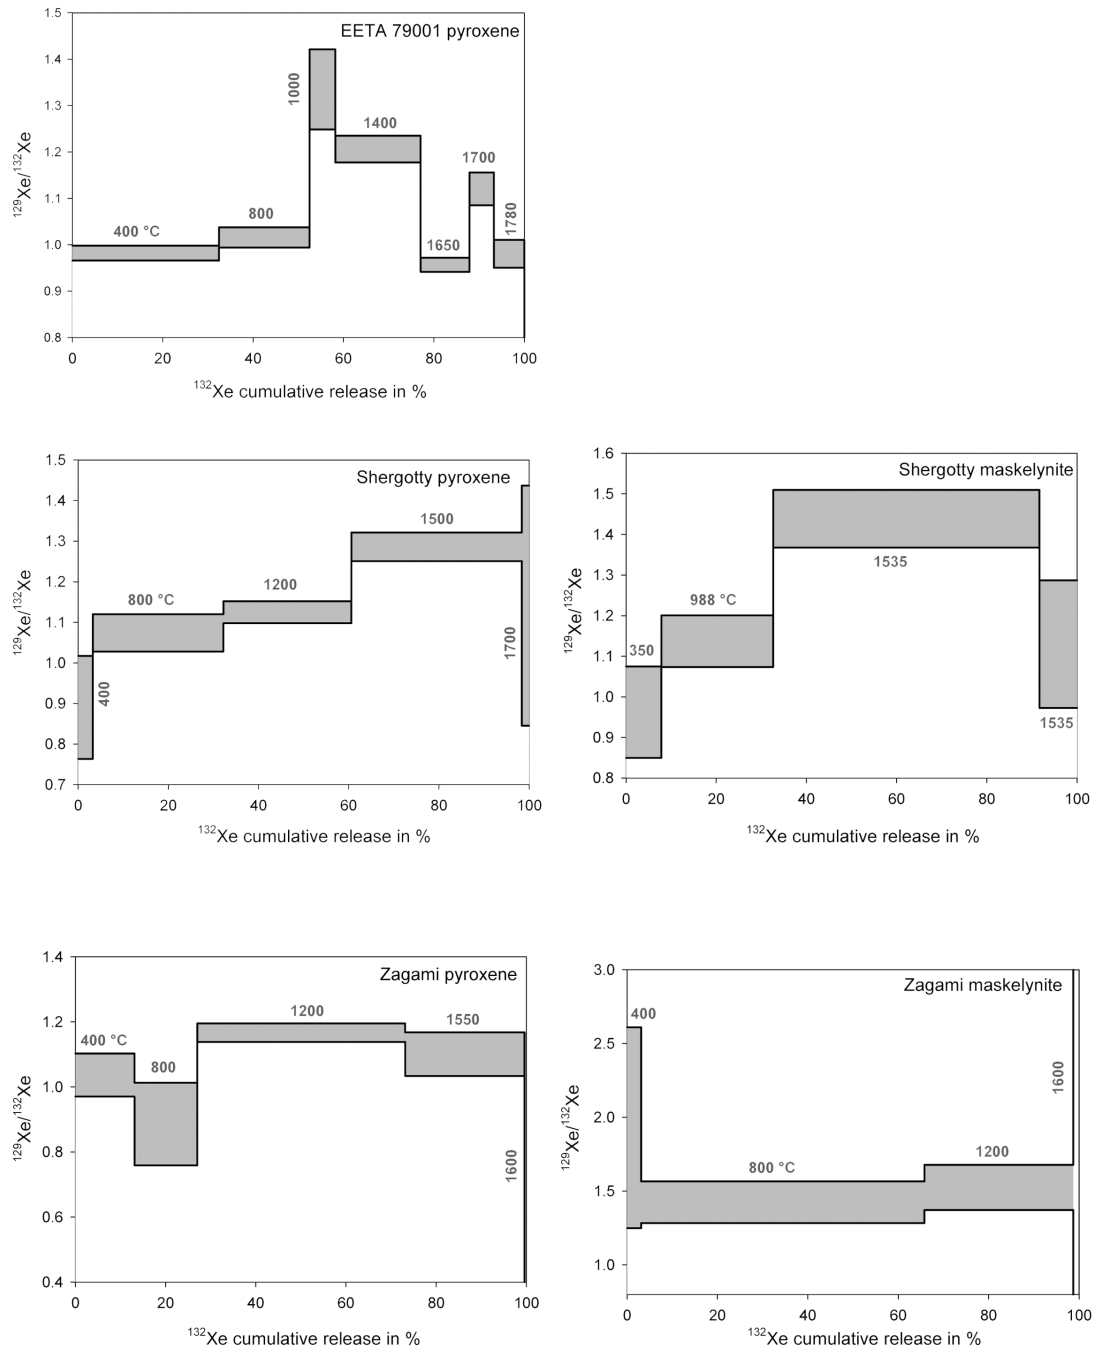 EETA 79001 pyroxene
1.5
1.4
1.3
1.2
1.1
1.0
0.9
0.8
129Xe/132Xe
400 °C
800
1000
1400
1650
1700
1780
0 20 40 60 80 100
132Xe cumulative release in %
Shergotty pyroxene
1.5
1.4
1.3
1.2
1.1
1.0
0.9
0.8
0.7
129Xe/132Xe
400
800 °C
1200
1500
1700
0 20 40 60 80 100
132Xe cumulative release in %
Shergotty maskelynite
1.6
1.5
1.4
1.3
1.2
1.1
1.0
0.9
0.8
129Xe/132Xe
350
988 °C
1535
1535
0 20 40 60 80 100
132Xe cumulative release in %
Zagami pyroxene
1.4
1.2
1.0
0.8
0.6
0.4
129Xe/132Xe
400 °C
800
1200
1550
1600
0 20 40 60 80 100
132Xe cumulative release in %
Zagami maskelynite
3.0
2.5
2.0
1.5
1.0
129Xe/132Xe
400
800 °C
1200
1600
0 20 40 60 80 100
132Xe cumulative release in %